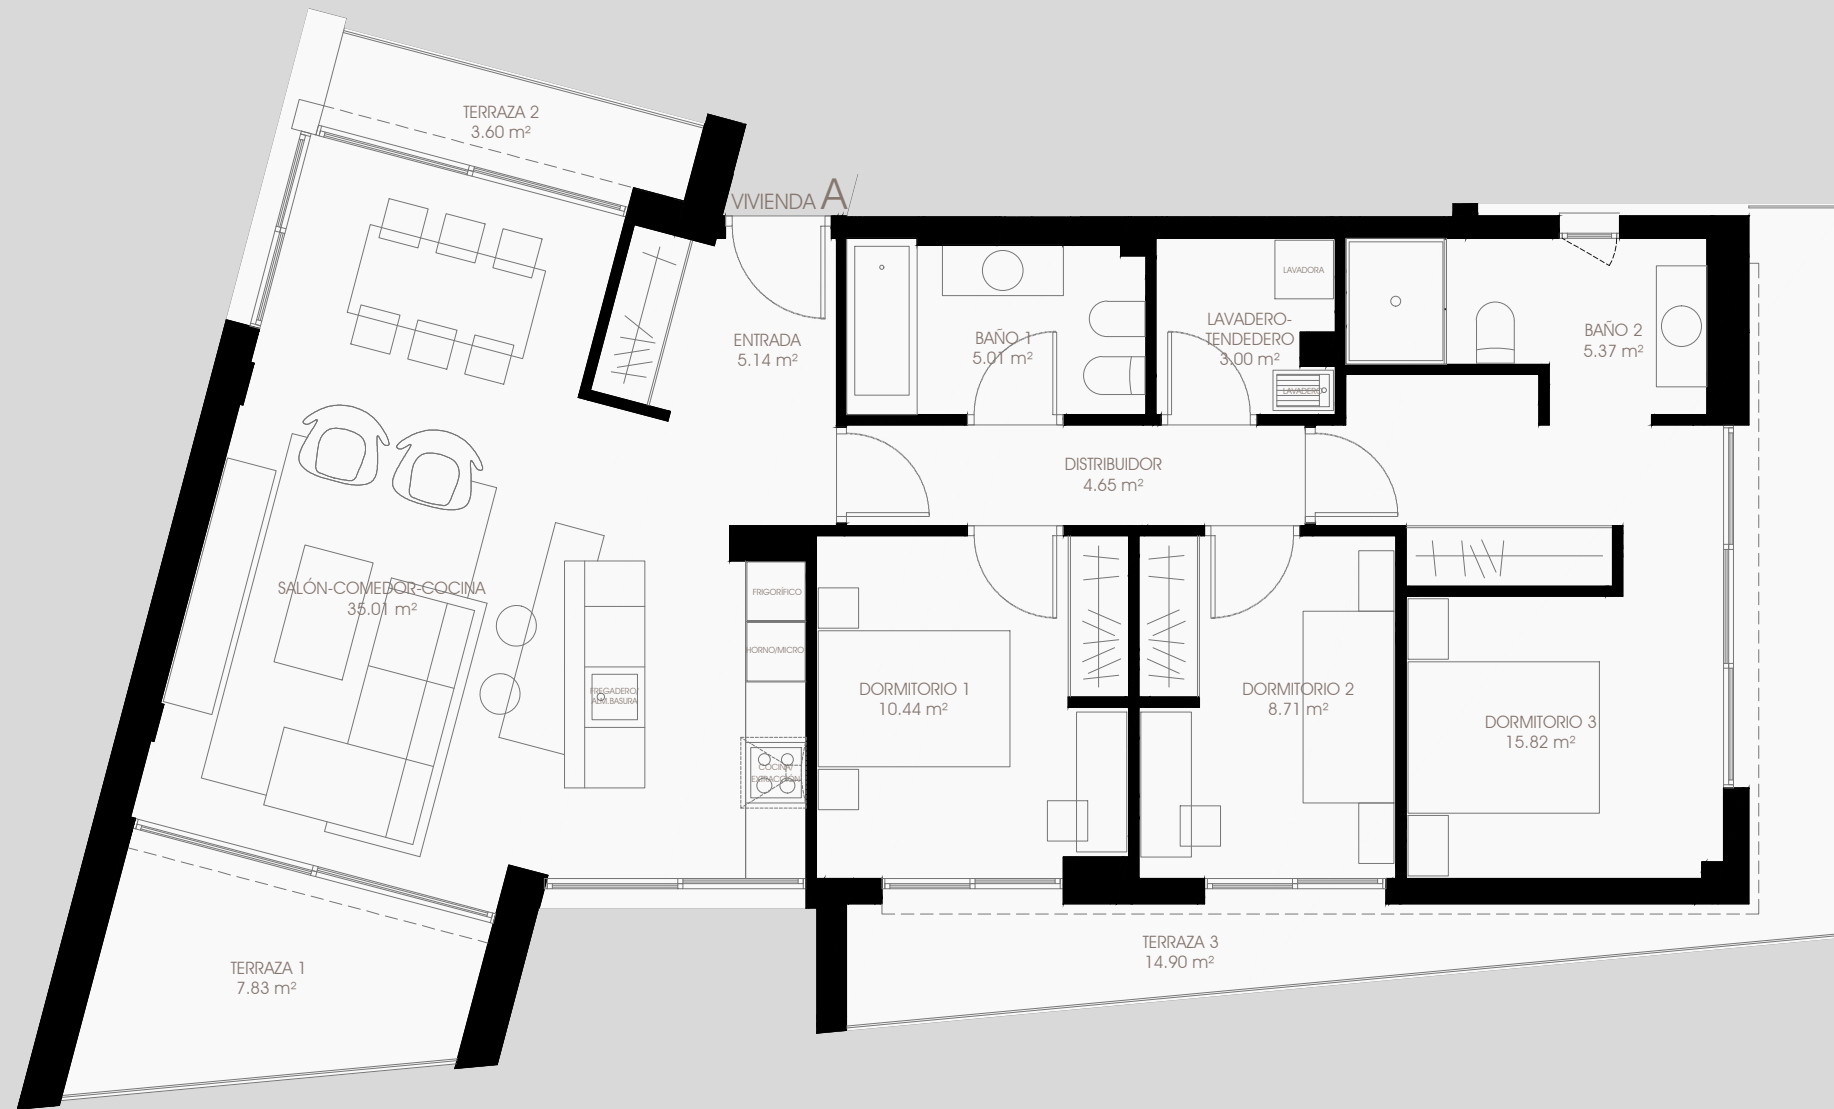 TERRAZA 2
3.60 m²
VIVIENDA A
ENTRADA
5.14 m²
BAÑO 1
5.01 m²
LAVADORA
LAVADERO-
TENDEDERO
3.00 m²
LAVADERO
BAÑO 2
5.37 m²
DISTRIBUIDOR
4.65 m²
SALÓN-COMEDOR-COCINA
35.01 m²
FRIGORÍFICO
HORNO/MICRO
FREGADERO/
ALM.BASURA
COCINA/
EXTRACCIÓN
DORMITORIO 1
10.44 m²
DORMITORIO 2
8.71 m²
DORMITORIO 3
15.82 m²
TERRAZA 1
7.83 m²
TERRAZA 3
14.90 m²